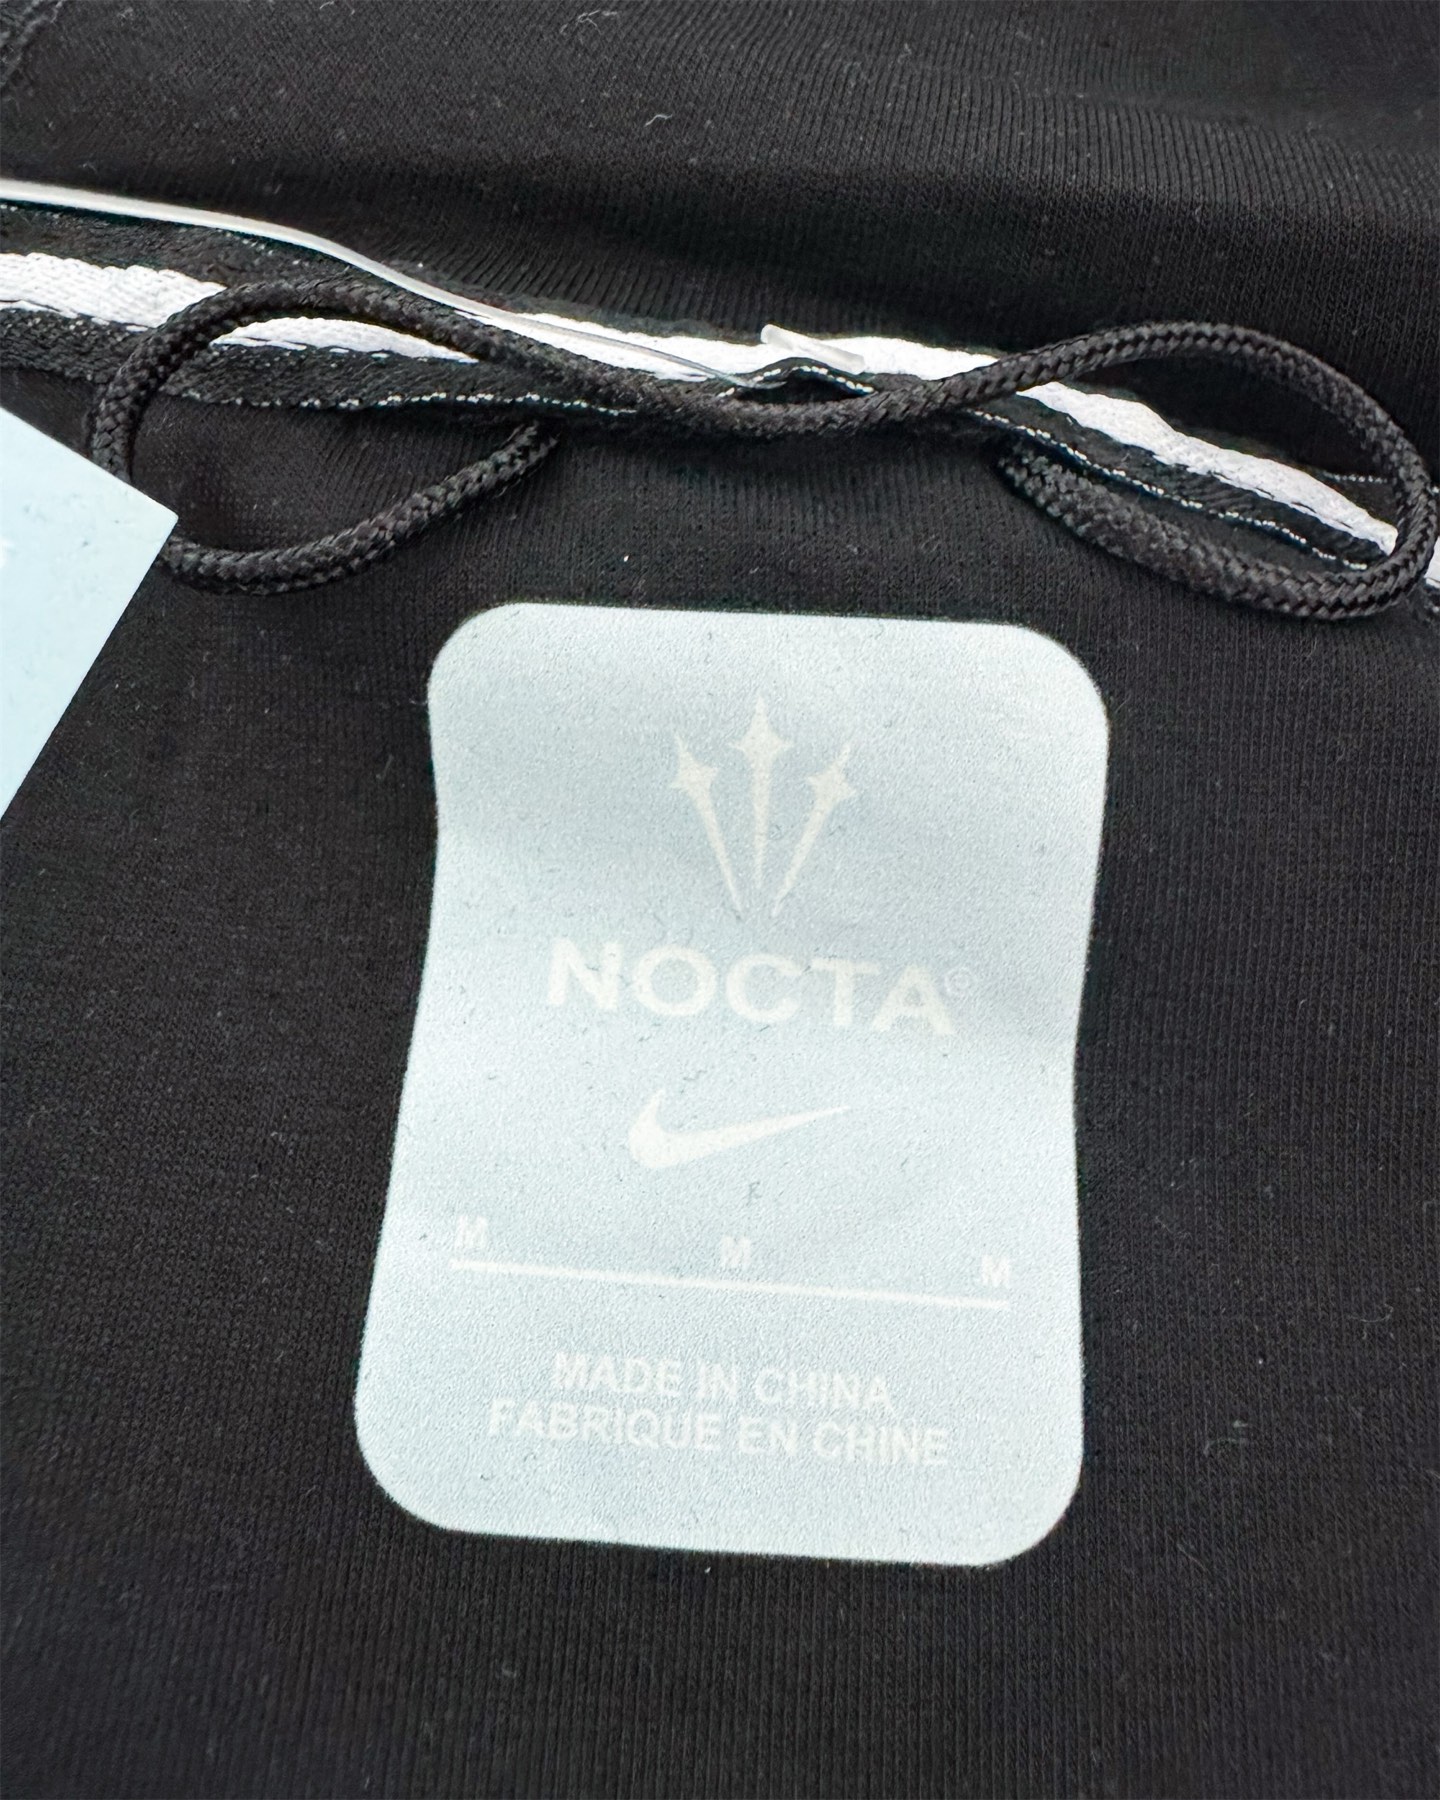 NOCTA©
M M M
MADE IN CHINA
FABRIQUE EN CHINE